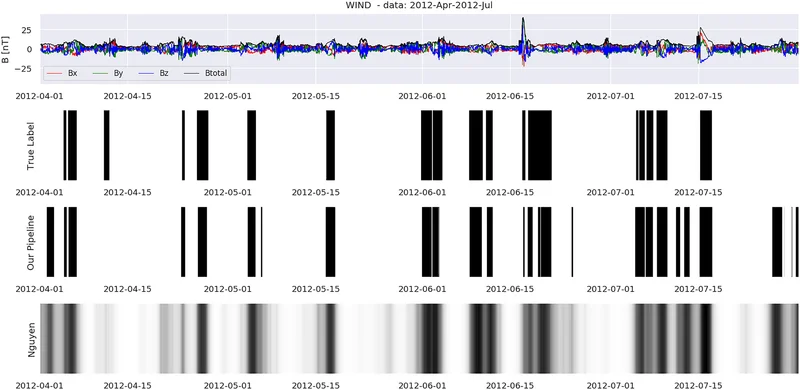 WIND - data: 2012-Apr-2012-Jul
B [nT]
25
0
−25
Bx By Bz Btotal
2012-04-01 2012-04-15 2012-05-01 2012-05-15 2012-06-01 2012-06-15 2012-07-01 2012-07-15
True Label
2012-04-01 2012-04-15 2012-05-01 2012-05-15 2012-06-01 2012-06-15 2012-07-01 2012-07-15
Our Pipeline
2012-04-01 2012-04-15 2012-05-01 2012-05-15 2012-06-01 2012-06-15 2012-07-01 2012-07-15
Nguyen
2012-04-01 2012-04-15 2012-05-01 2012-05-15 2012-06-01 2012-06-15 2012-07-01 2012-07-15